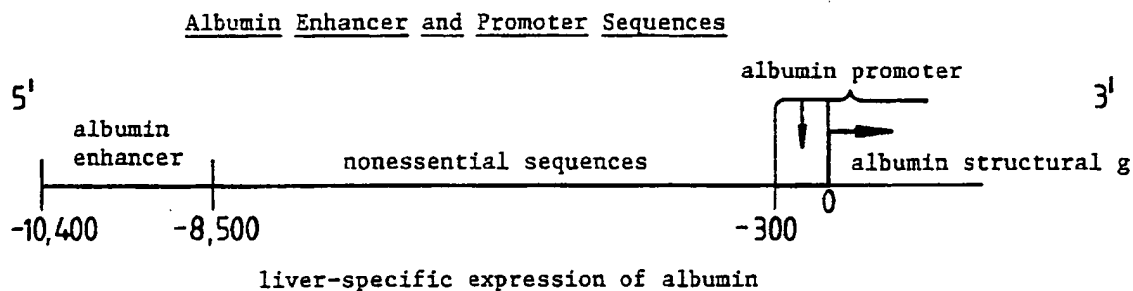 Albumin Enhancer and Promoter Sequences
albumin promoter
5' 3'
albumin
enhancer nonessential sequences albumin structural g
-10,400 -8,500 -300 0
liver-specific expression of albumin